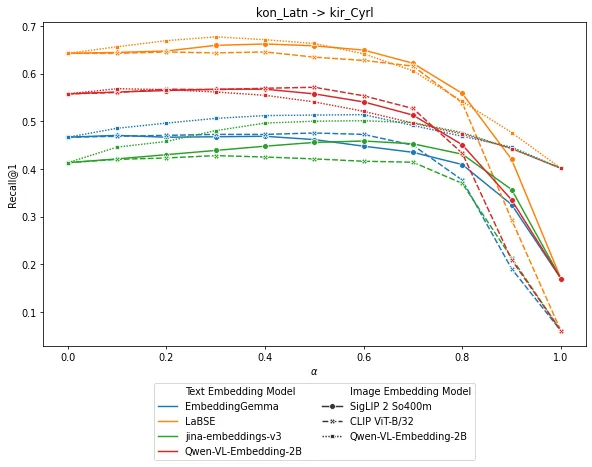 kon_Latn -> kir_Cyrl
Recall@1
0.7
0.6
0.5
0.4
0.3
0.2
0.1
0.0 0.2 0.4 0.6 0.8 1.0
α
Text Embedding Model Image Embedding Model
EmbeddingGemma SigLIP 2 So400m
LaBSE CLIP ViT-B/32
jina-embeddings-v3 Qwen-VL-Embedding-2B
Qwen-VL-Embedding-2B